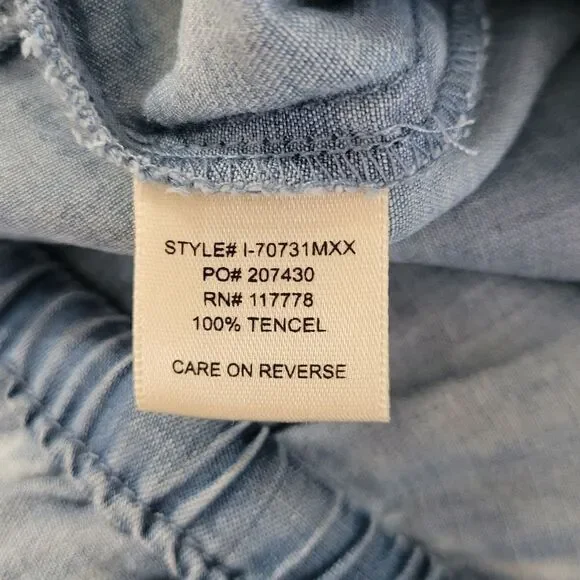 STYLE# I-70731MXX
PO# 207430
RN# 117778
100% TENCEL
CARE ON REVERSE